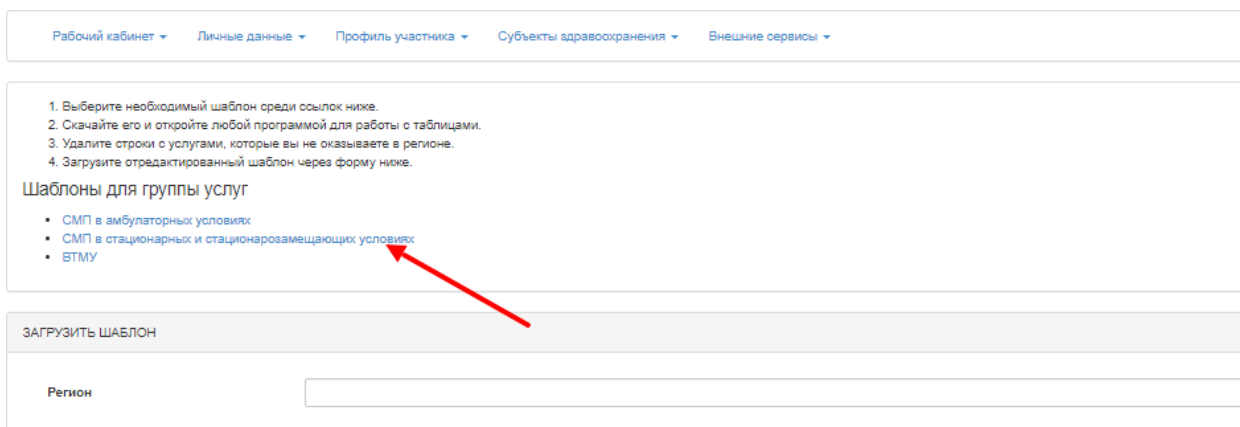 Рабочий кабинет Личные данные Профиль участника Субъекты здравоохранения Внешние сервисы
1. Выберите необходимый шаблон среди ссылок ниже.
2. Скачайте его и откройте любой программой для работы с таблицами.
3. Удалите строки с услугами, которые вы не оказываете в регионе.
4. Загрузите отредактированный шаблон через форму ниже.
Шаблоны для группы услуг
• СМП в амбулаторных условиях
• СМП в стационарных и стационарозамещающих условиях
• ВТМУ
ЗАГРУЗИТЬ ШАБЛОН
Регион